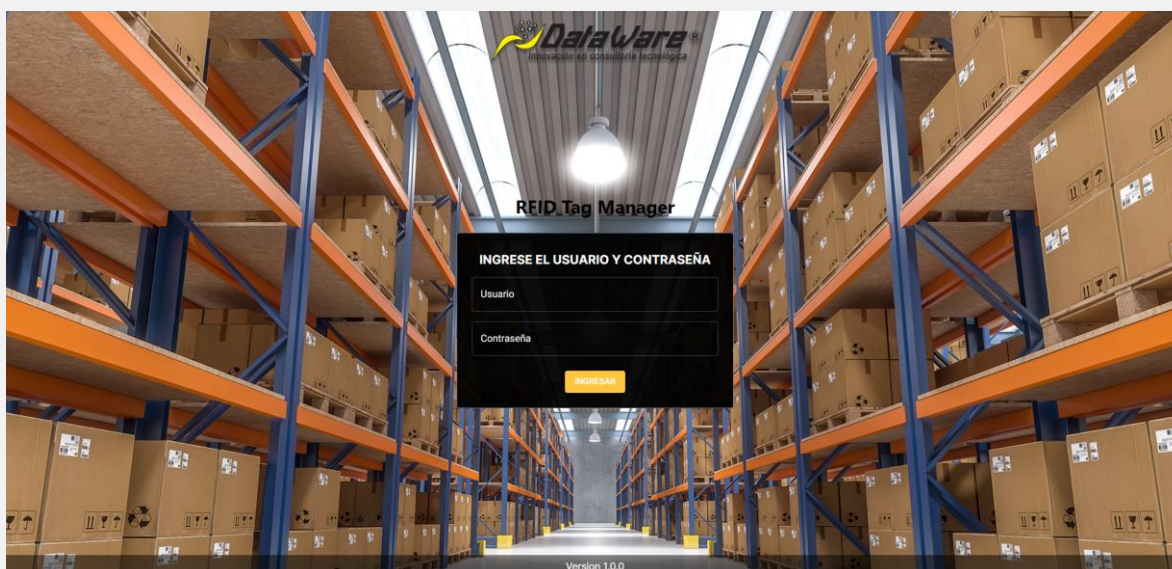 DataWare ®
Innovación en consultoría tecnológica
RFID Tag Manager
INGRESE EL USUARIO Y CONTRASEÑA
Usuario
Contraseña
INGRESAR
Version 1.0.0